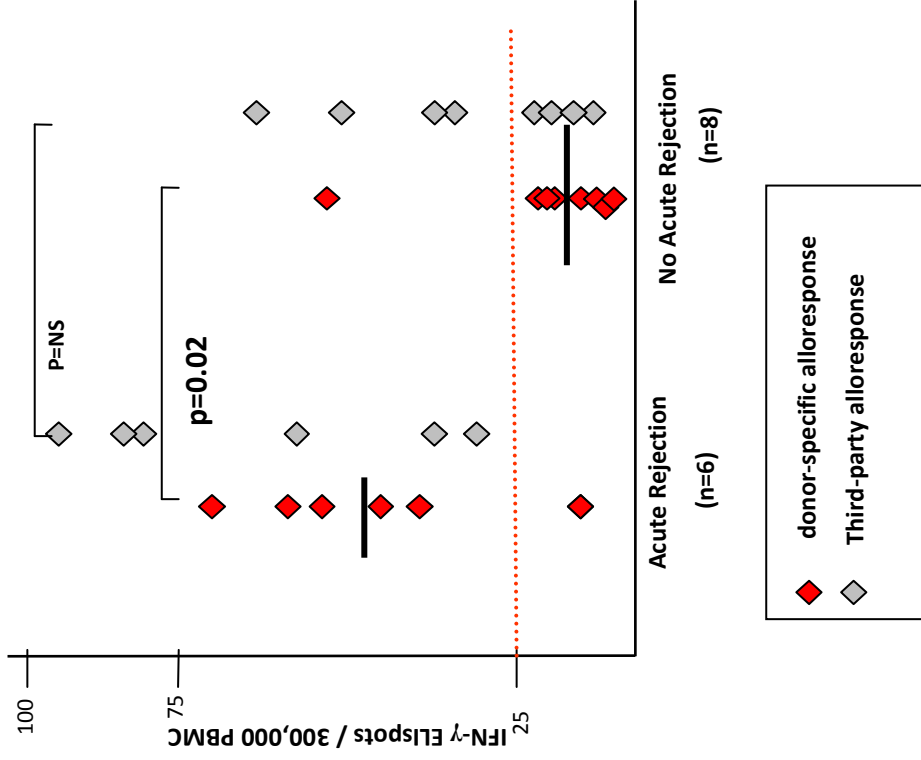 100
P=NS
75
p=0.02
25
IFN-γ ELIspots / 300,000 PBMC
Acute Rejection
(n=6)
No Acute Rejection
(n=8)
donor-specific alloresponse
Third-party alloresponse